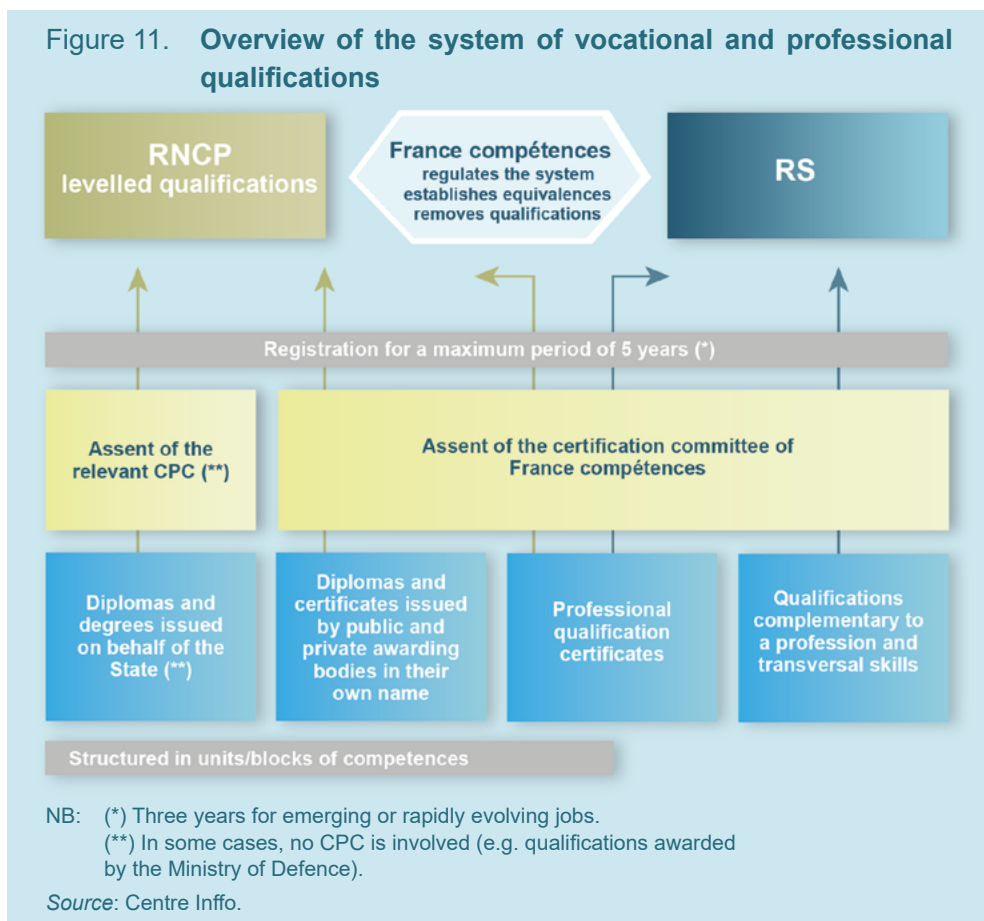 Figure 11. Overview of the system of vocational and professional
qualifications
RNCP
levelled qualifications
France compétences
regulates the system
establishes equivalences
removes qualifications
RS
Registration for a maximum period of 5 years (*)
Assent of the
relevant CPC (**)
Assent of the certification committee of
France compétences
Diplomas and
degrees issued
on behalf of the
State (**)
Diplomas and
certificates issued
by public and
private awarding
bodies in their
own name
Professional
qualification
certificates
Qualifications
complementary to
a profession and
transversal skills
Structured in units/blocks of competences
NB: (*) Three years for emerging or rapidly evolving jobs.
(**) In some cases, no CPC is involved (e.g. qualifications awarded
by the Ministry of Defence).
Source: Centre Inffo.